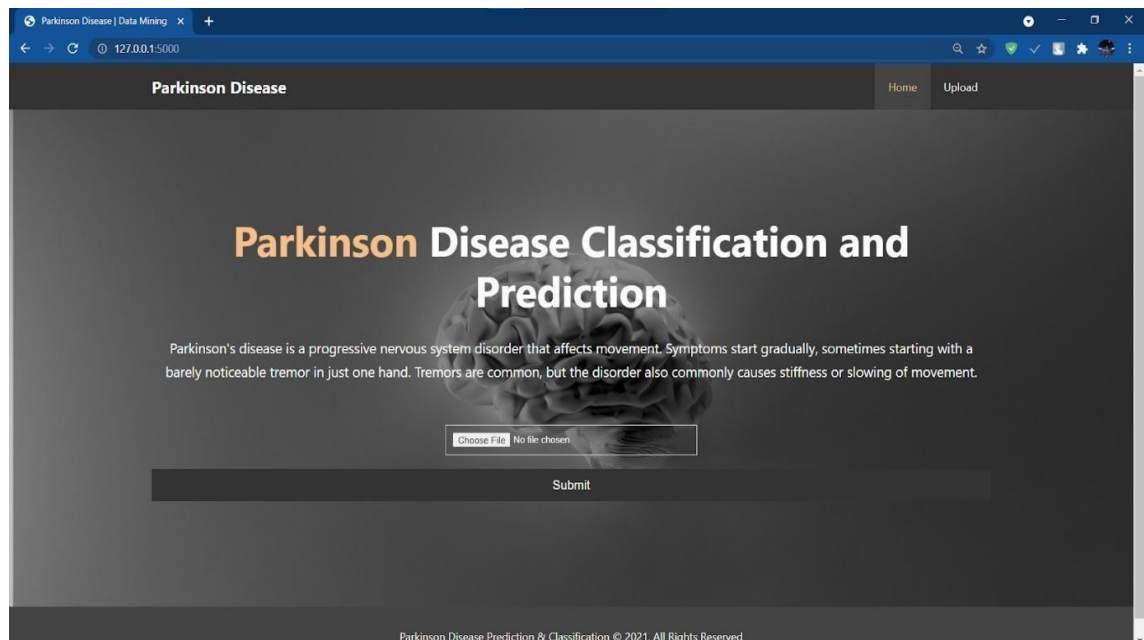 Parkinson Disease | Data Mining
127.0.0.1:5000
Parkinson Disease
Home
Upload
Parkinson Disease Classification and
Prediction
Parkinson's disease is a progressive nervous system disorder that affects movement. Symptoms start gradually, sometimes starting with a
barely noticeable tremor in just one hand. Tremors are common, but the disorder also commonly causes stiffness or slowing of movement.
Choose File No file chosen
Submit
Parkinson Disease Prediction & Classification © 2021. All Rights Reserved